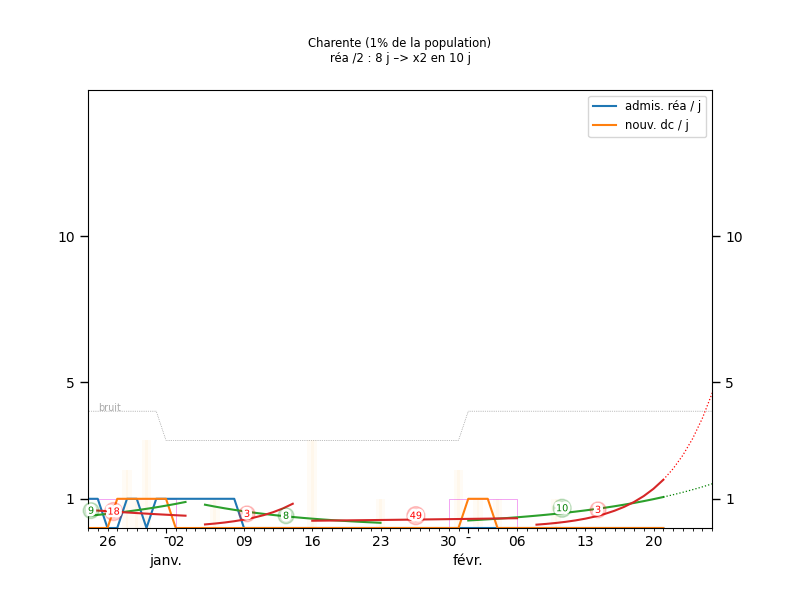 Charente (1% de la population)
réa /2 : 8 j –> x2 en 10 j
admis. réa / j
nouv. dc / j
10 10
5 5
bruit
1 1
9 18 3 8 49 10 3
26 02 09 16 23 30 06 13 20
janv. févr.